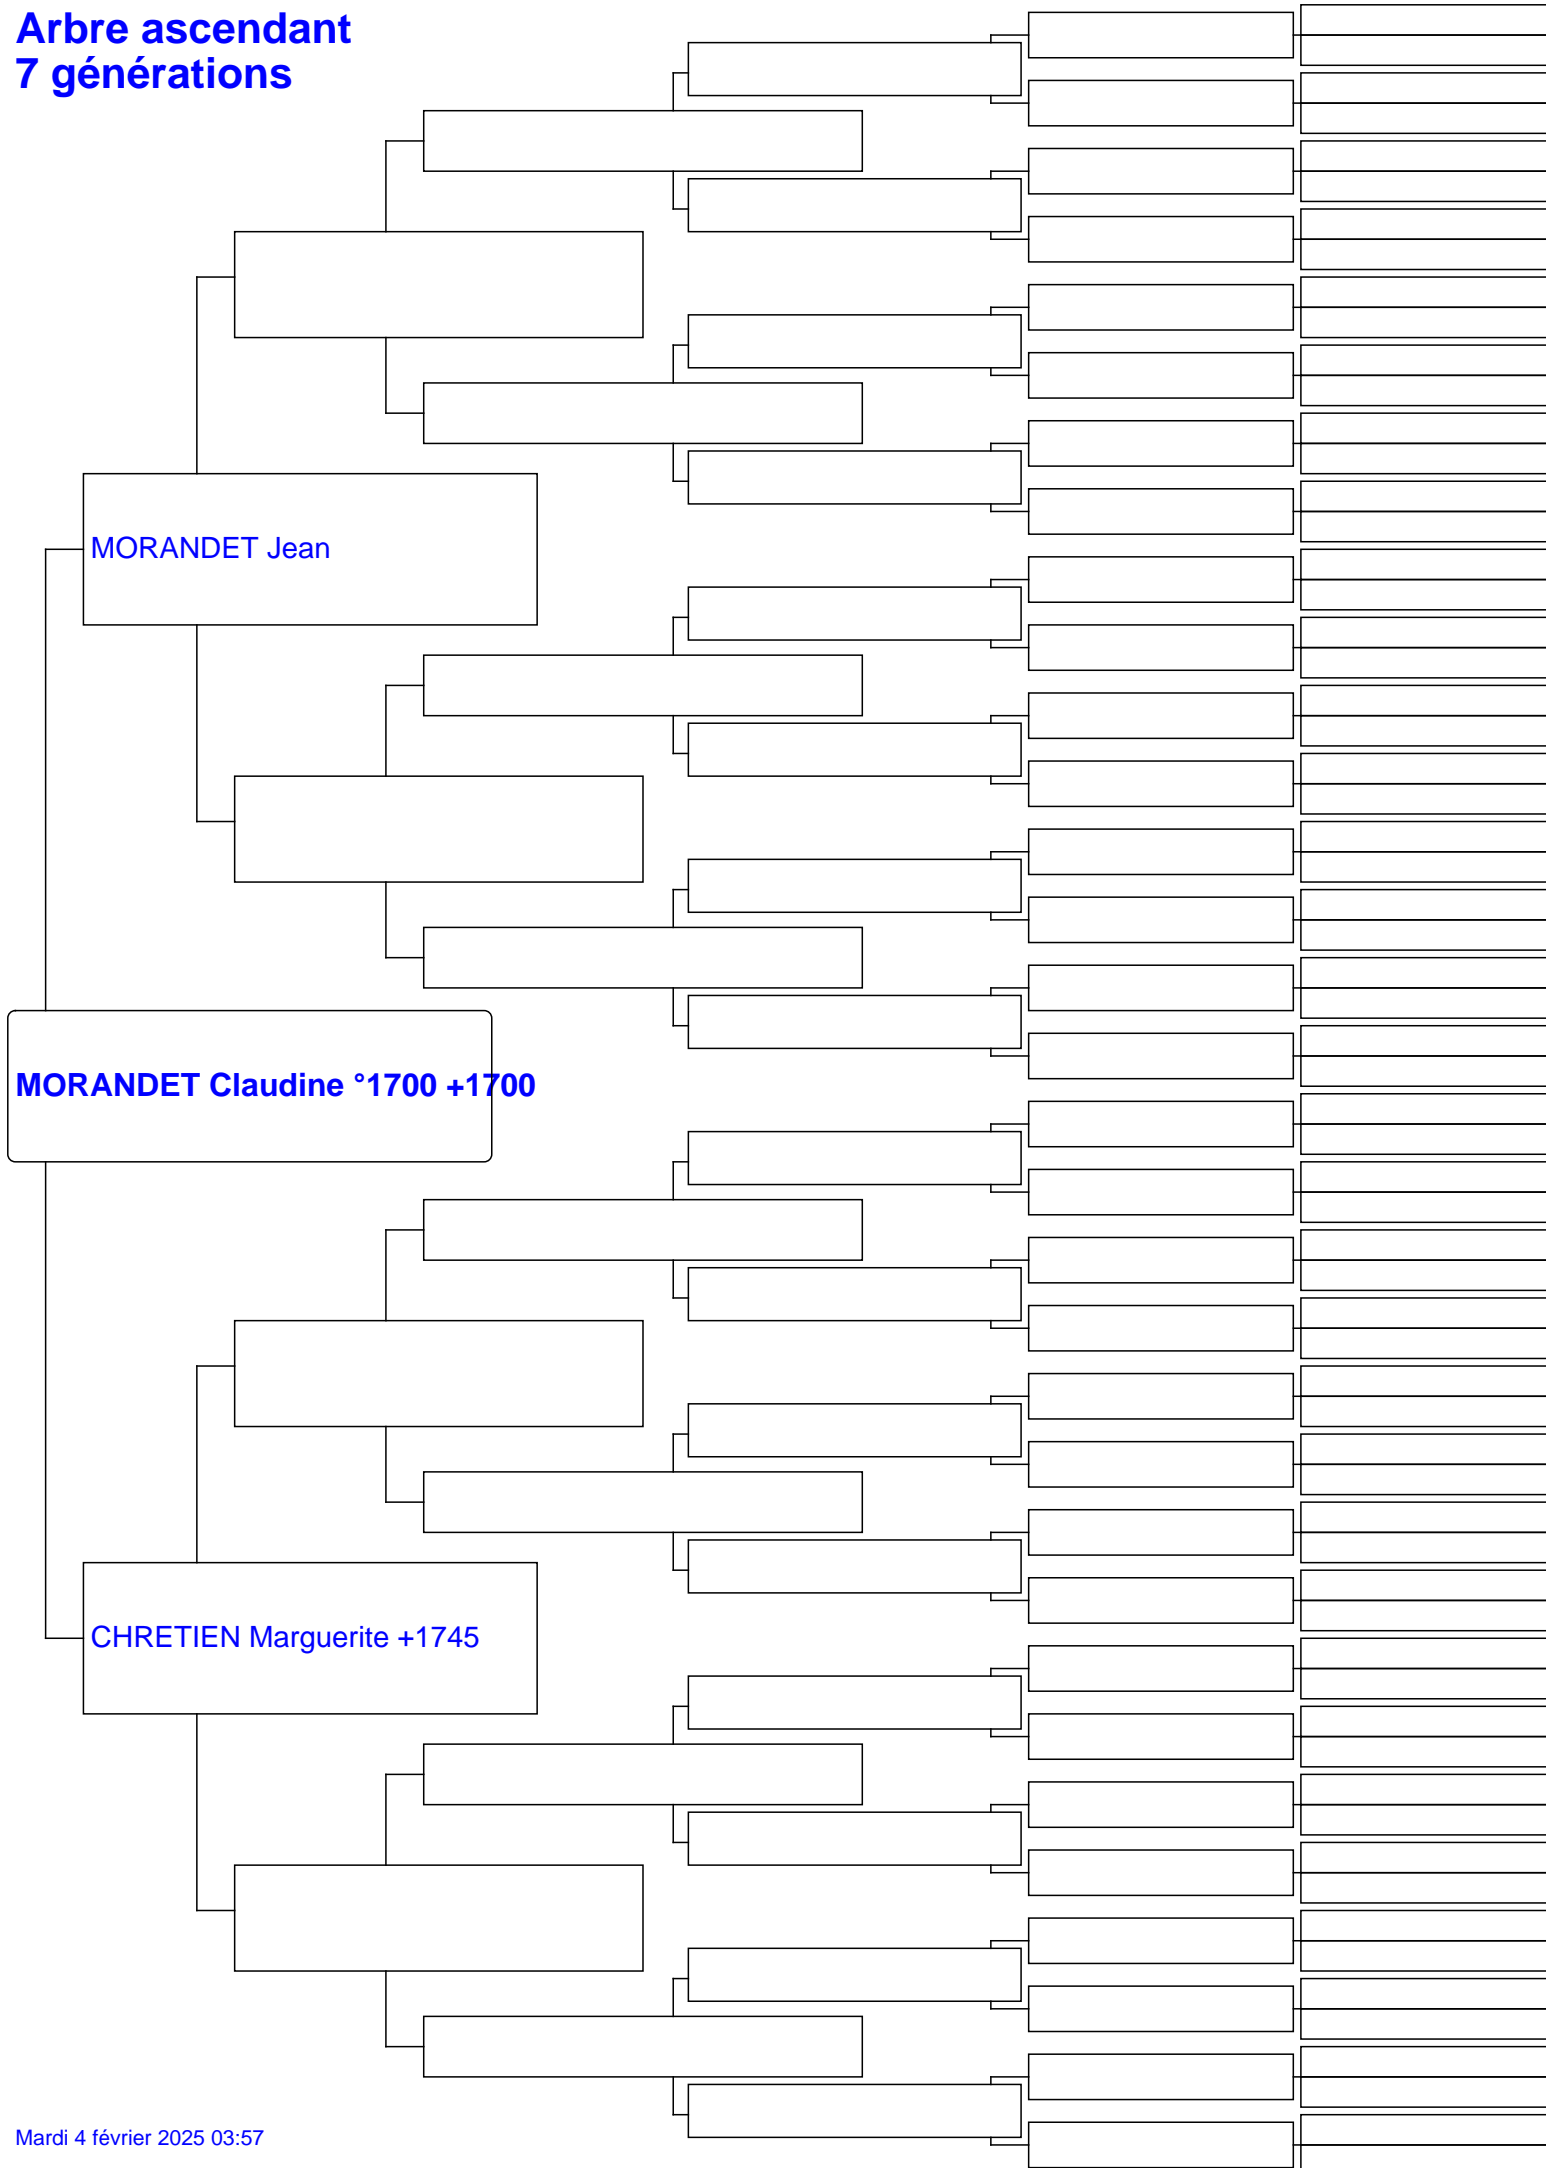 Arbre ascendant
7 générations
MORANDET Jean
MORANDET Claudine °1700 +1700
CHRETIEN Marguerite +1745
Mardi 4 février 2025 03:57